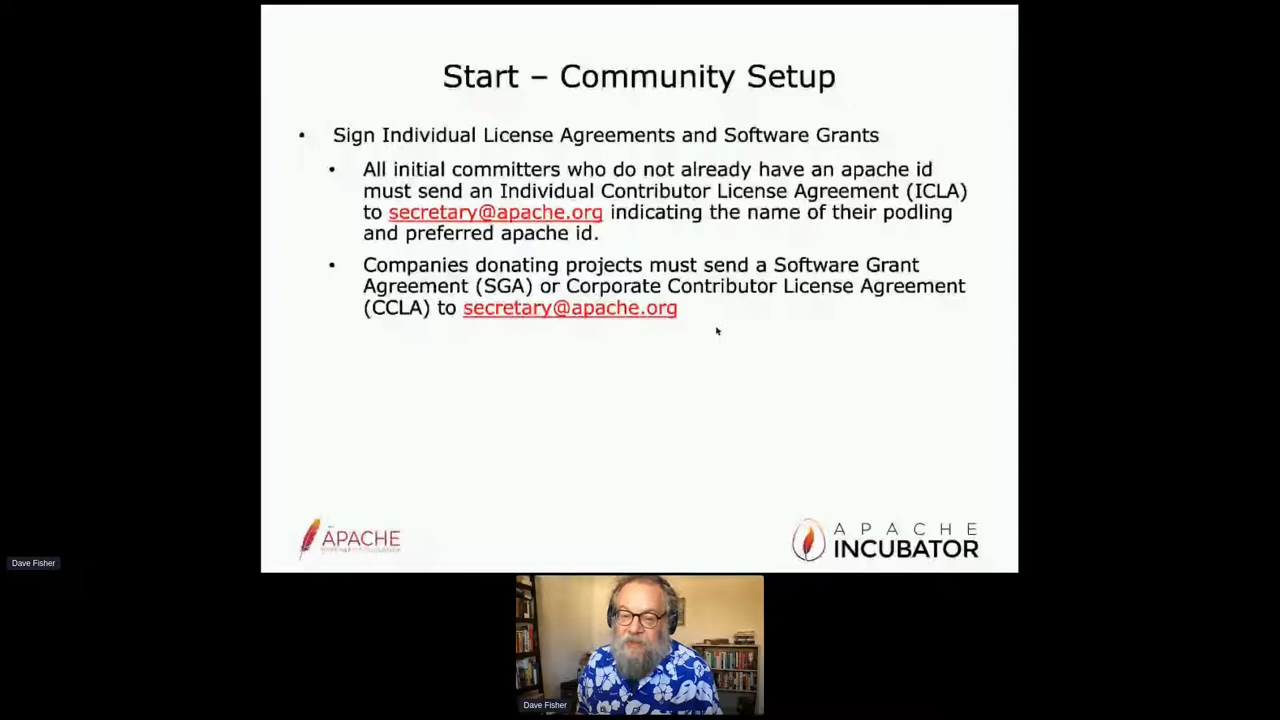 Start – Community Setup
• Sign Individual License Agreements and Software Grants
• All initial committers who do not already have an apache id
must send an Individual Contributor License Agreement (ICLA)
to secretary@apache.org indicating the name of their podling
and preferred apache id.
• Companies donating projects must send a Software Grant
Agreement (SGA) or Corporate Contributor License Agreement
(CCLA) to secretary@apache.org
APACHE
APACHE
INCUBATOR
Dave Fisher
Dave Fisher